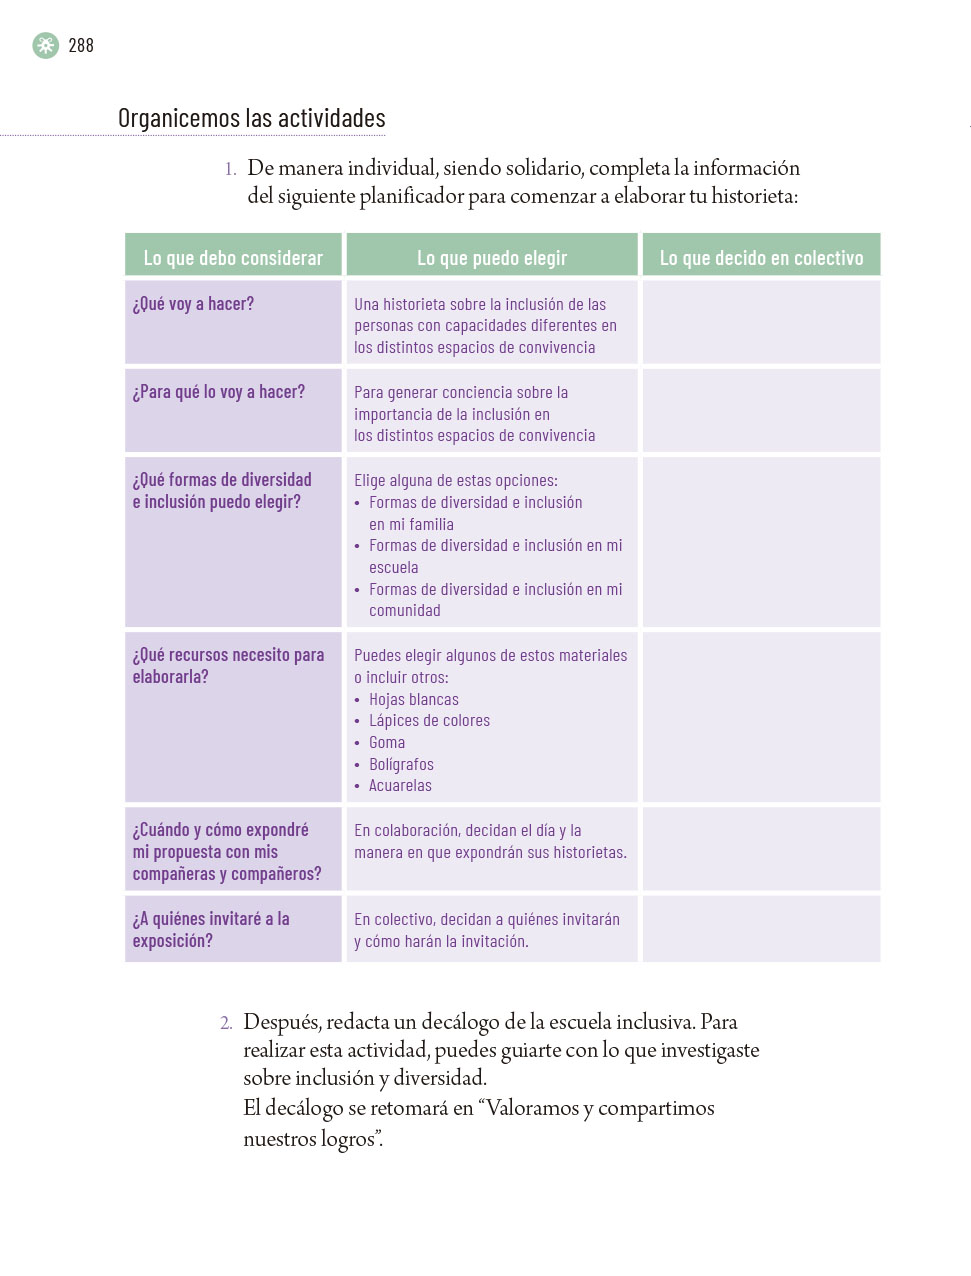 288
Organicemos las actividades
1. De manera individual, siendo solidario, completa la información
del siguiente planificador para comenzar a elaborar tu historieta:
Lo que debo considerar
Lo que puedo elegir
Lo que decido en colectivo
¿Qué voy a hacer?
Una historieta sobre la inclusión de las
personas con capacidades diferentes en
los distintos espacios de convivencia
¿Para qué lo voy a hacer?
Para generar conciencia sobre la
importancia de la inclusión en
los distintos espacios de convivencia
¿Qué formas de diversidad
e inclusión puedo elegir?
Elige alguna de estas opciones:
• Formas de diversidad e inclusión
en mi familia
• Formas de diversidad e inclusión en mi
escuela
• Formas de diversidad e inclusión en mi
comunidad
¿Qué recursos necesito para
elaborarla?
Puedes elegir algunos de estos materiales
o incluir otros:
• Hojas blancas
• Lápices de colores
• Goma
• Bolígrafos
• Acuarelas
¿Cuándo y cómo expondré
mi propuesta con mis
compañeras y compañeros?
En colaboración, decidan el día y la
manera en que expondrán sus historietas.
¿A quiénes invitaré a la
exposición?
En colectivo, decidan a quiénes invitarán
y cómo harán la invitación.
2. Después, redacta un decálogo de la escuela inclusiva. Para
realizar esta actividad, puedes guiarte con lo que investigaste
sobre inclusión y diversidad.
El decálogo se retomará en “Valoramos y compartimos
nuestros logros”.